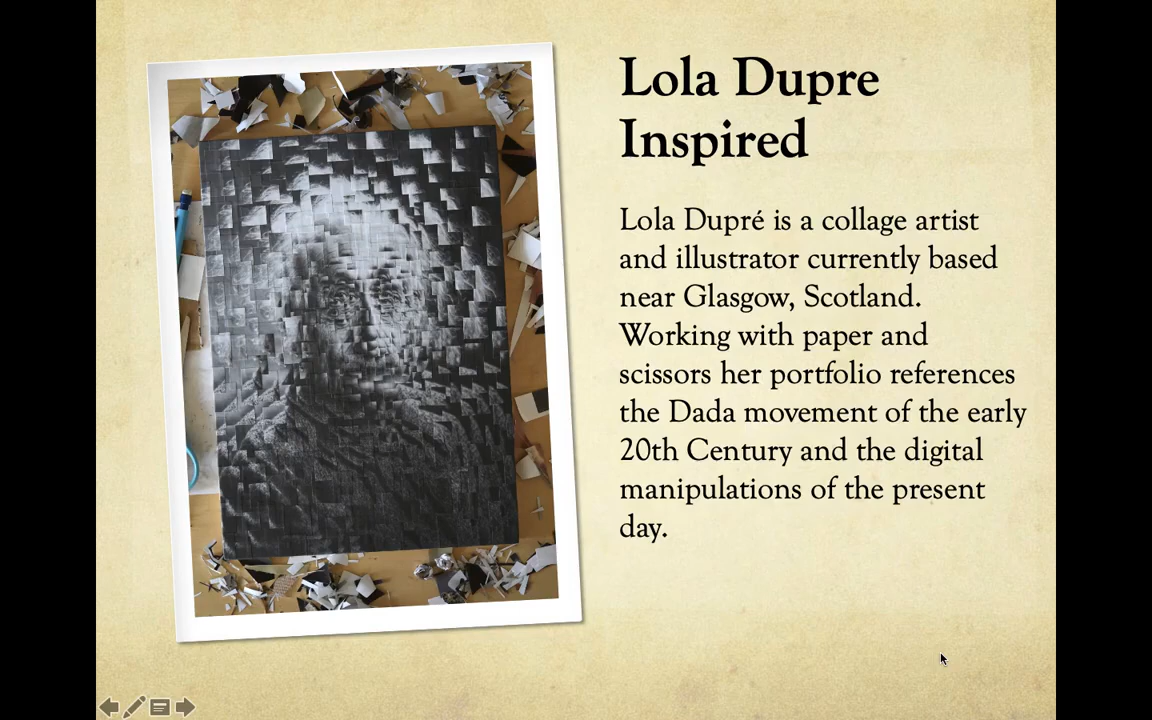 Lola Dupre
Inspired
Lola Dupré is a collage artist
and illustrator currently based
near Glasgow, Scotland.
Working with paper and
scissors her portfolio references
the Dada movement of the early
20th Century and the digital
manipulations of the present
day.